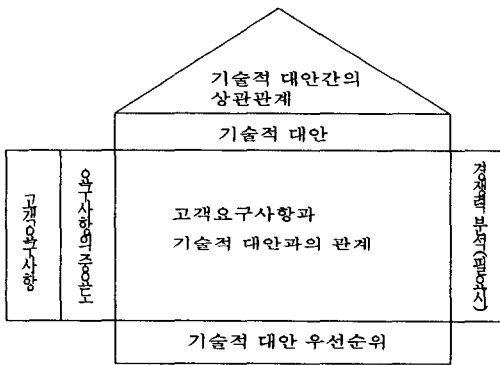 기술적 대안간의
상관관계
기술적 대안
고객요구사항
요구사항의중요도
고객요구사항과
기술적 대안과의 관계
경쟁력분석(필요시)
기술적 대안 우선순위